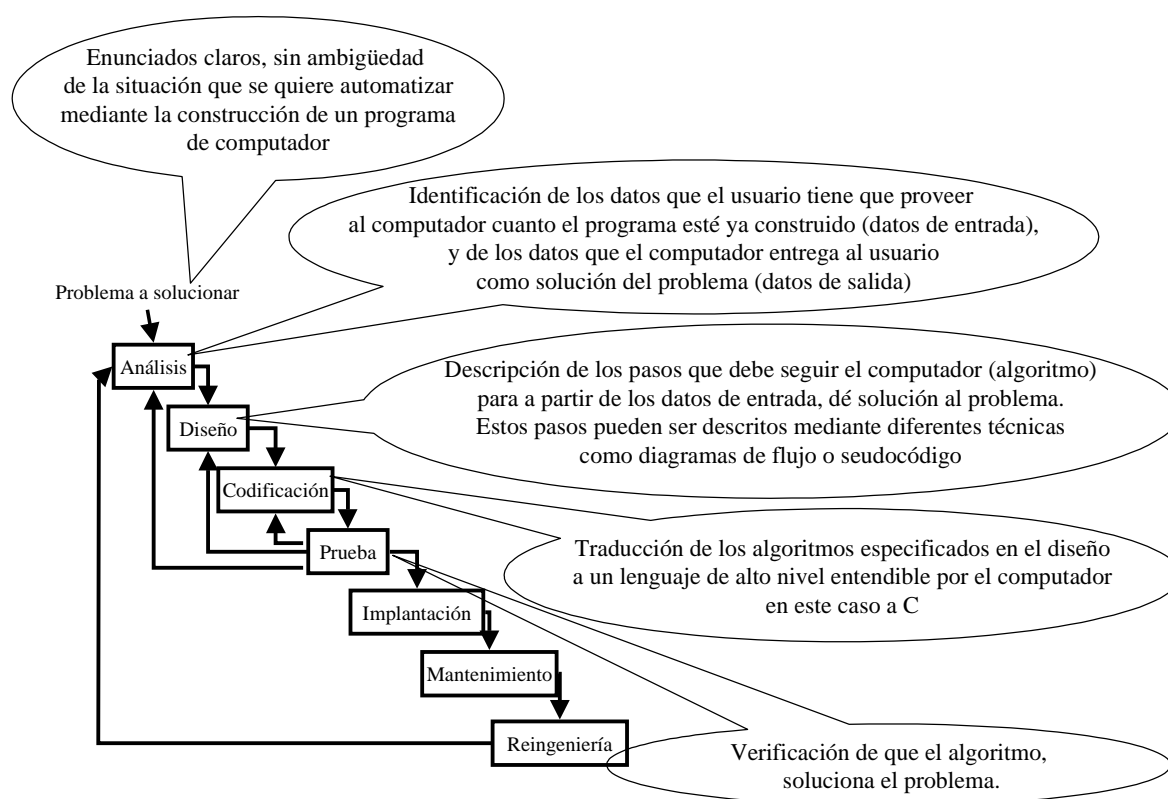 Enunciados claros, sin ambigüedad
de la situación que se quiere automatizar
mediante la construcción de un programa
de computador
Identificación de los datos que el usuario tiene que proveer
al computador cuanto el programa esté ya construido (datos de entrada),
y de los datos que el computador entrega al usuario
como solución del problema (datos de salida)
Problema a solucionar
Análisis
Descripción de los pasos que debe seguir el computador (algoritmo)
para a partir de los datos de entrada, dé solución al problema.
Estos pasos pueden ser descritos mediante diferentes técnicas
como diagramas de flujo o seudocódigo
Diseño
Codificación
Prueba
Traducción de los algoritmos especificados en el diseño
a un lenguaje de alto nivel entendible por el computador
en este caso a C
Implantación
Mantenimiento
Reingeniería
Verificación de que el algoritmo,
soluciona el problema.